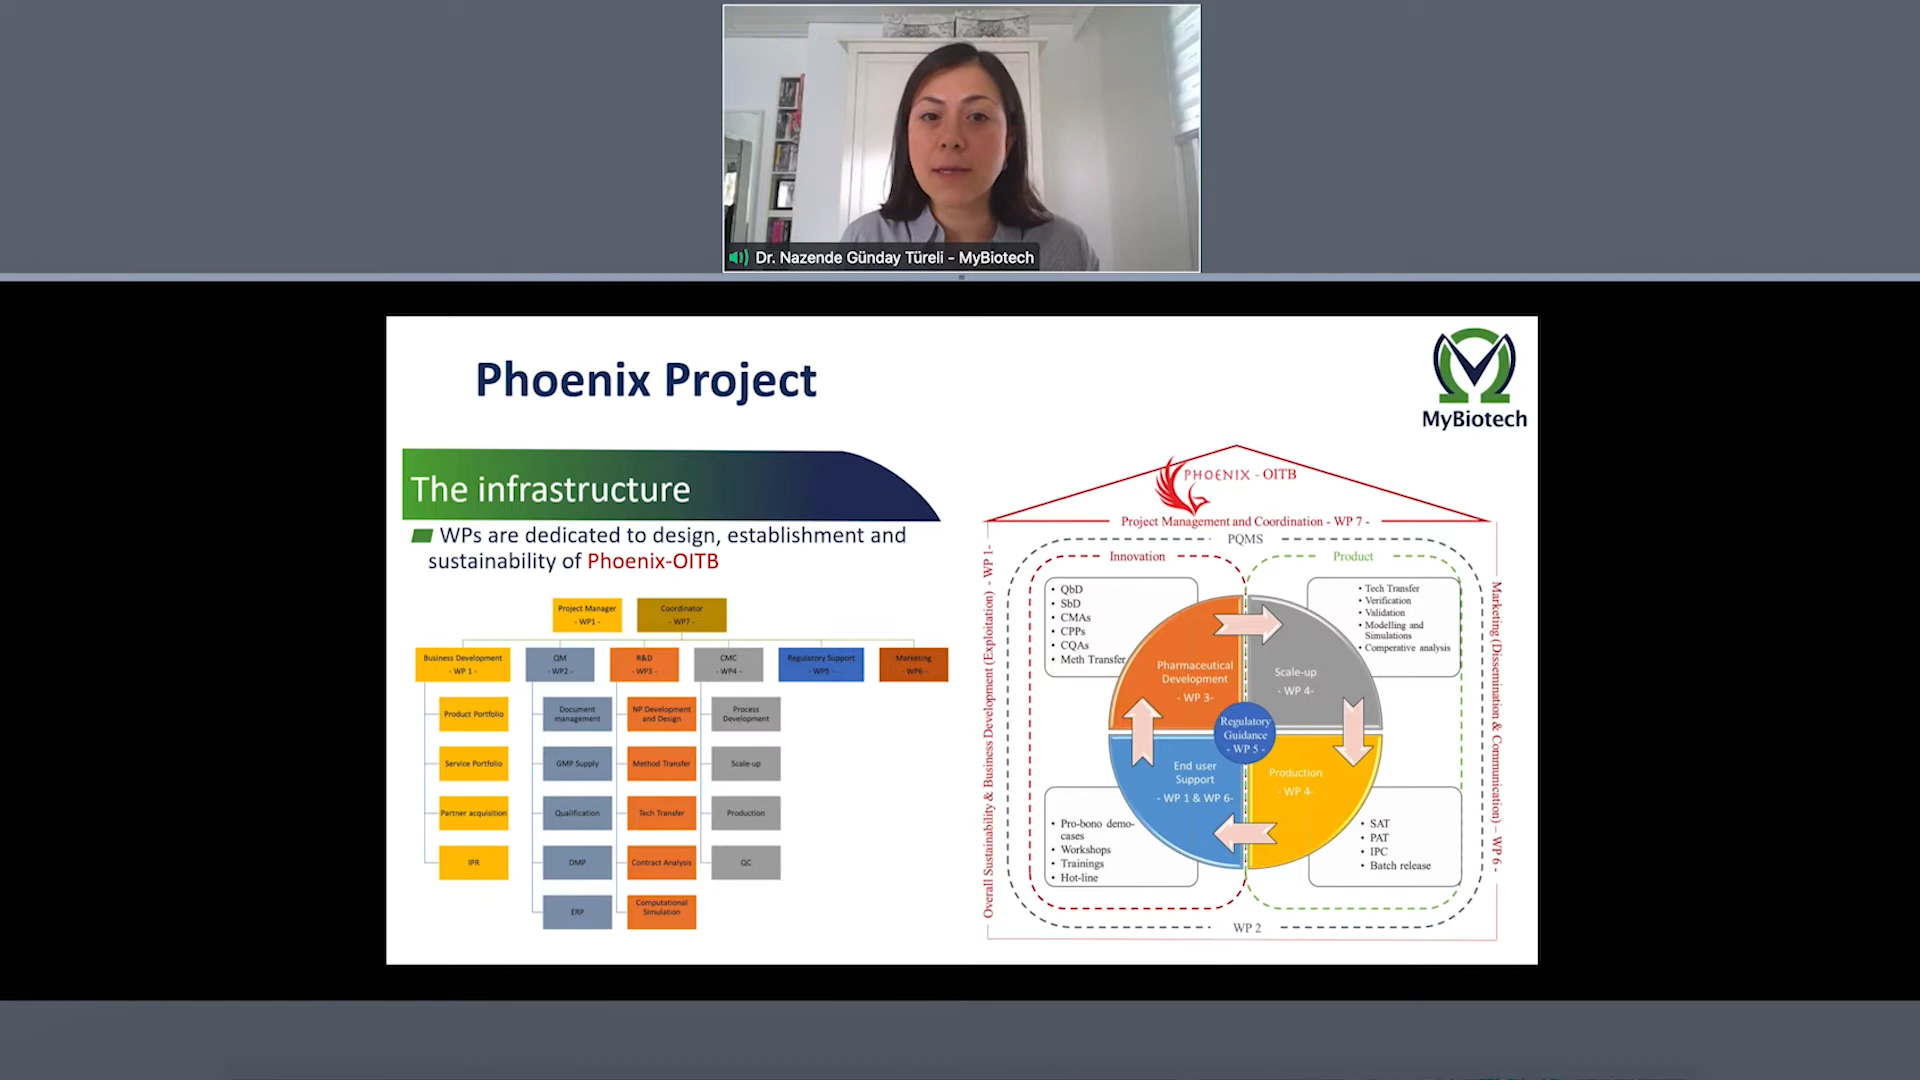 Dr. Nazende Günday Türeli - MyBiotech
Phoenix Project
MyBiotech
The infrastructure
WPs are dedicated to design, establishment and
sustainability of Phoenix-OITB
Project Manager
- WP1 -
Coordinator
- WP7 -
Business Development
- WP 1 -
QM
- WP2 -
R&D
- WP3 -
CMC
- WP4 -
Regulatory Support
- WP5 -
Marketing
- WP6 -
Product Portfolio
Service Portfolio
Partner acquisition
IPR
Document
management
GMP Supply
Qualification
DMP
ERP
NP Development
and Design
Method Transfer
Tech Transfer
Contract Analysis
Computational
Simulation
Process
Development
Scale-up
Production
QC
PHOENIX - OITB
Project Management and Coordination - WP 7 -
PQMS
Overall Sustainability & Business Development (Exploitation) - WP 1-
Marketing (Dissemination & Communication) – WP 6 -
Innovation
Product
• QbD
• SbD
• CMAs
• CPPs
• CQAs
• Meth Transfer
• Tech Transfer
• Verification
• Validation
• Modelling and
Simulations
• Comperative analysis
Pharmaceutical
Development
- WP 3-
Scale-up
- WP 4-
Regulatory
Guidance
- WP 5 -
End user
Support
- WP 1 & WP 6-
Production
- WP 4-
• Pro-bono demo-
cases
• Workshops
• Trainings
• Hot-line
• SAT
• PAT
• IPC
• Batch release
WP 2